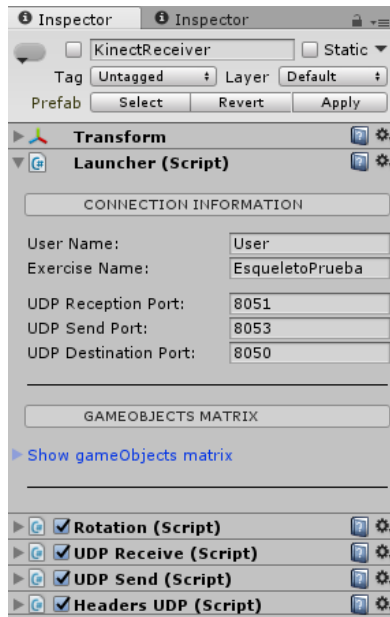 Inspector Inspector
KinectReceiver Static
Tag Untagged Layer Default
Prefab Select Revert Apply
Transform
Launcher (Script)
CONNECTION INFORMATION
User Name: User
Exercise Name: EsqueletoPrueba
UDP Reception Port: 8051
UDP Send Port: 8053
UDP Destination Port: 8050
GAMEOBJECTS MATRIX
Show gameObjects matrix
Rotation (Script)
UDP Receive (Script)
UDP Send (Script)
Headers UDP (Script)